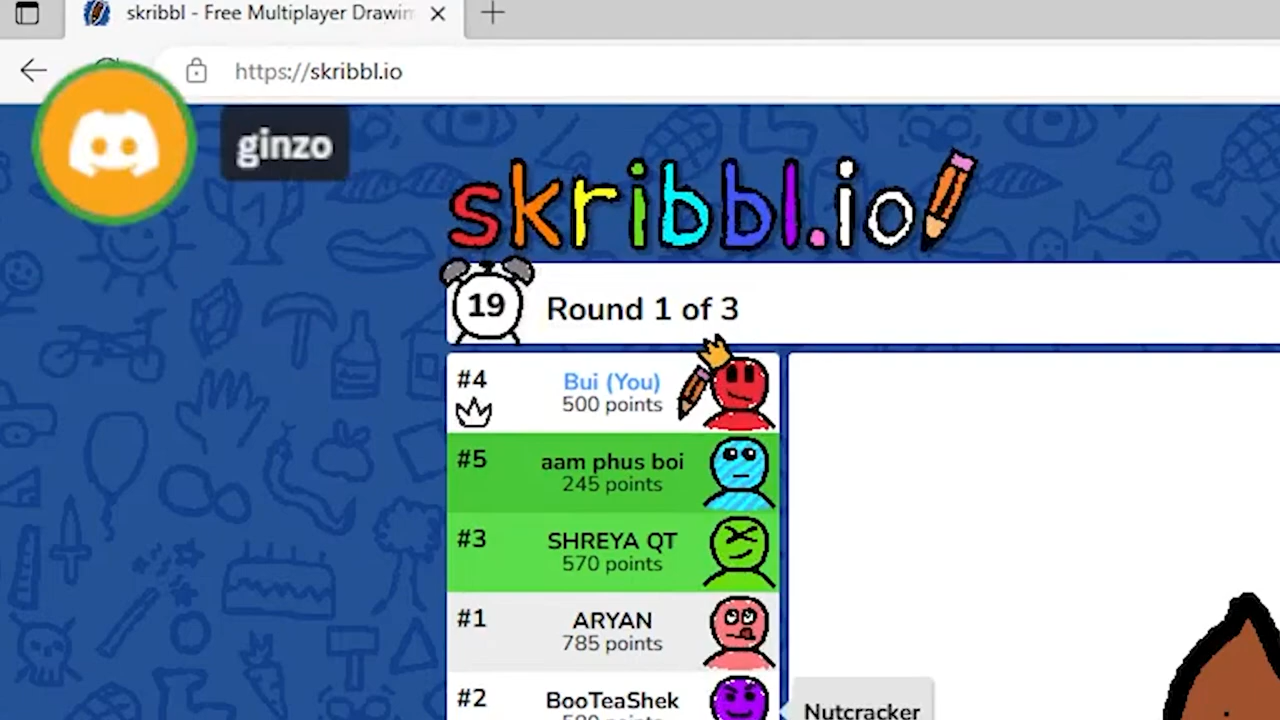 skribbl - Free Multiplayer Drawin
https://skribbl.io
ginzo
skribbl.io
19
Round 1 of 3
#4
Bui (You)
500 points
#5
aam phus boi
245 points
#3
SHREYA QT
570 points
#1
ARYAN
785 points
#2
BooTeaShek
Nutcracker